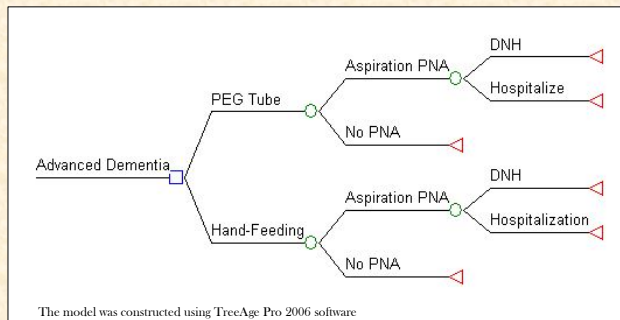 DNH
Aspiration PNA
Hospitalize
PEG Tube
No PNA
Advanced Dementia
DNH
Aspiration PNA
Hospitalization
Hand-Feeding
No PNA
The model was constructed using TreeAge Pro 2006 software